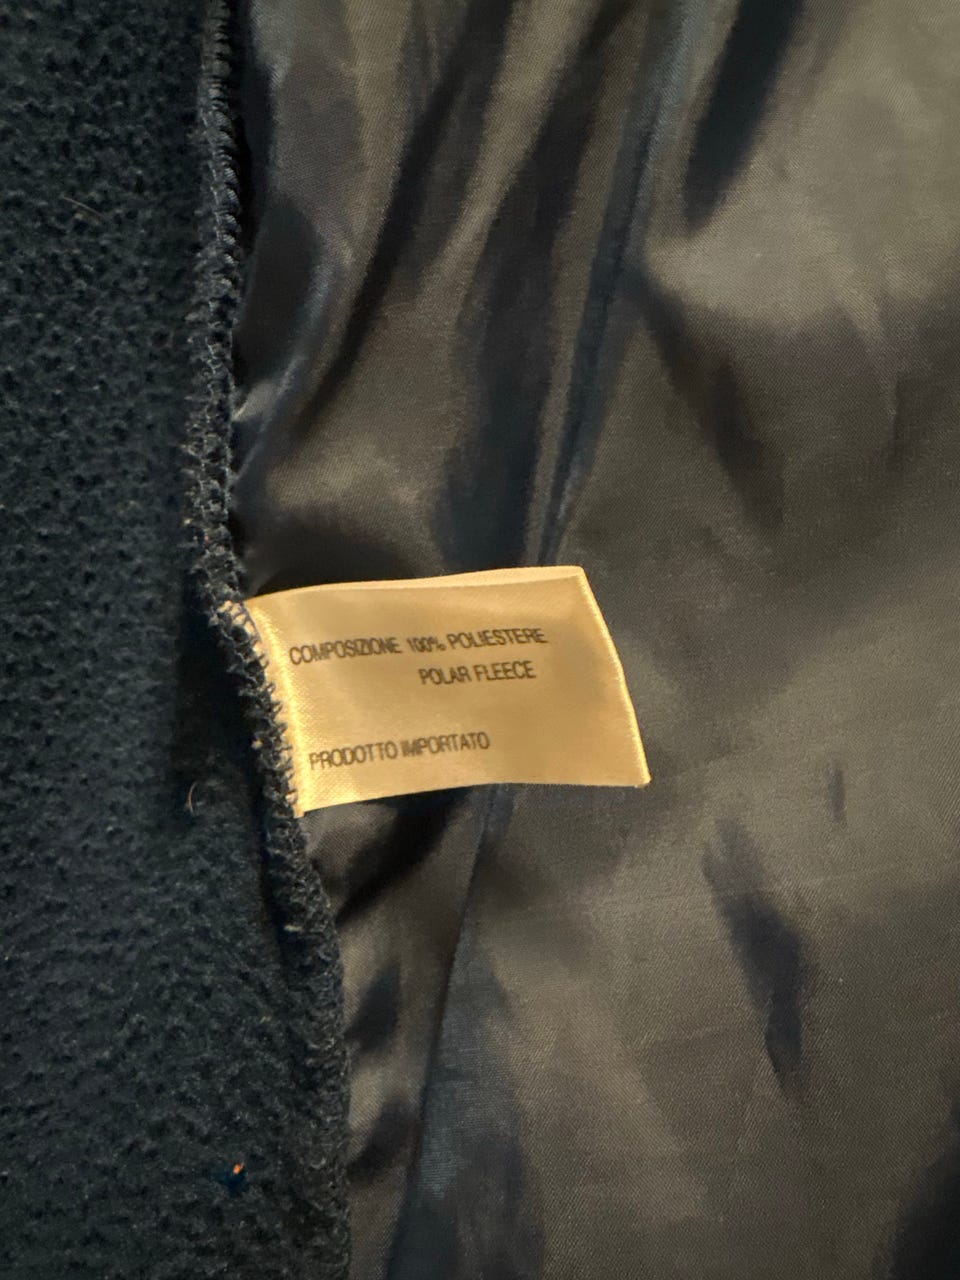 COMPOSIZIONE 100% POLIESTERE
POLAR FLEECE
PRODOTTO IMPORTATO